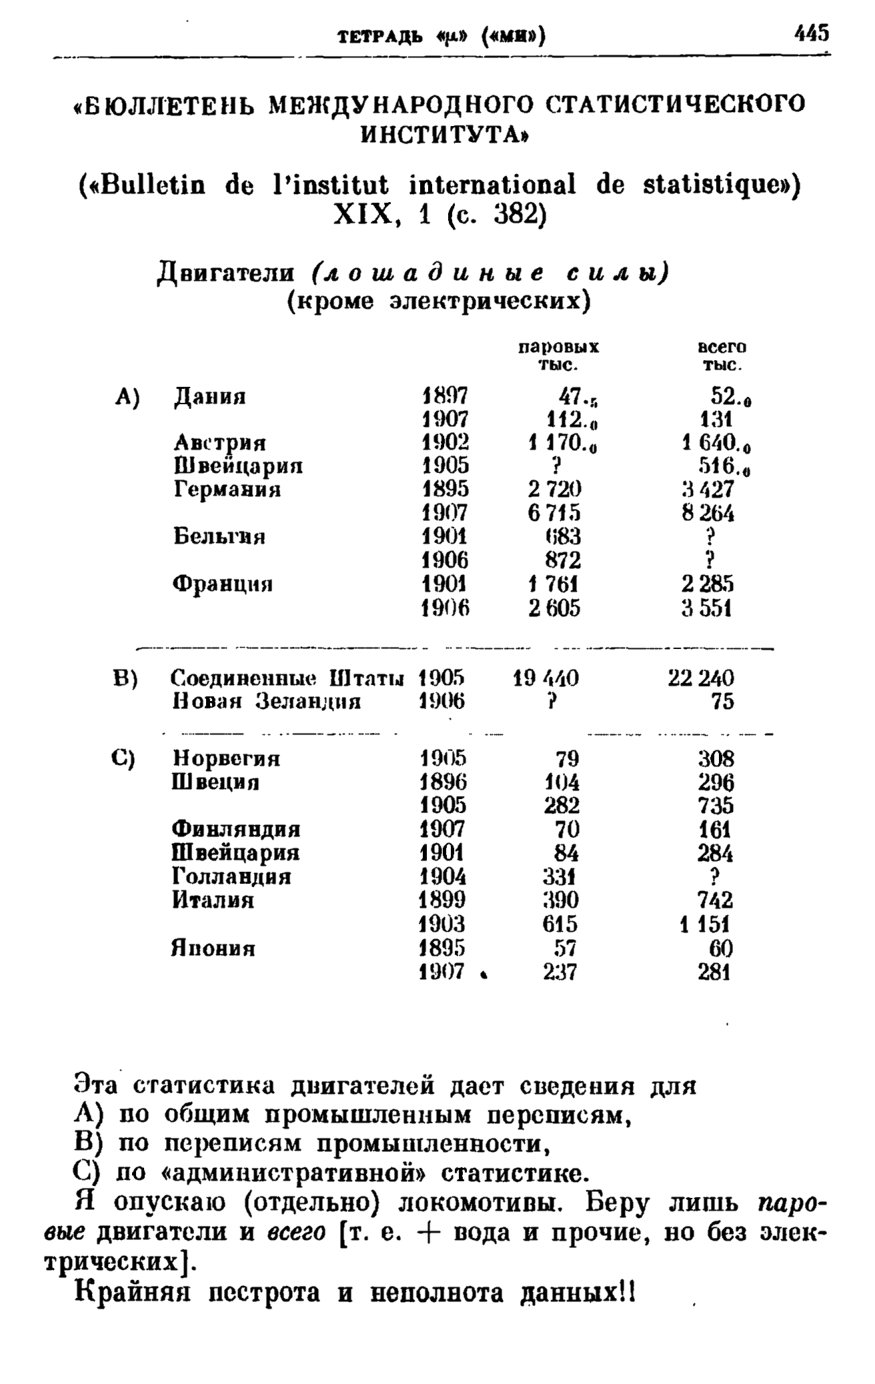 ТЕТРАДЬ «μ» («МИ») 445
«БЮЛЛЕТЕНЬ МЕЖДУНАРОДНОГО СТАТИСТИЧЕСКОГО
ИНСТИТУТА»
(«Bulletin de l’institut international de statistique»)
XIX, 1 (с. 382)
Двигатели (лошадиные силы)
(кроме электрических)
паровых всего
тыс. тыс.
А) Дания 1897 47.5 52.0
1907 112.0 131
Австрия 1902 1 170.0 1 640.0
Швейцария 1905 ? 516.0
Германия 1895 2 720 3 427
1907 6 715 8 264
Бельгия 1901 683 ?
1906 872 ?
Франция 1901 1 761 2 285
1906 2 605 3 551
В) Соединенные Штаты 1905 19 440 22 240
Новая Зеландия 1906 ? 75
С) Норвегия 1905 79 308
Швеция 1896 104 296
1905 282 735
Финляндия 1907 70 161
Швейцария 1901 84 284
Голландия 1904 331 ?
Италия 1899 390 742
1903 615 1 151
Япония 1895 57 60
1907 237 281
Эта статистика двигателей дает сведения для
А) по общим промышленным переписям,
В) по переписям промышленности,
С) по «административной» статистике.
Я опускаю (отдельно) локомотивы. Беру лишь паро-
вые двигатели и всего [т. е. + вода и прочие, но без элек-
трических].
Крайняя пестрота и неполнота данных!!